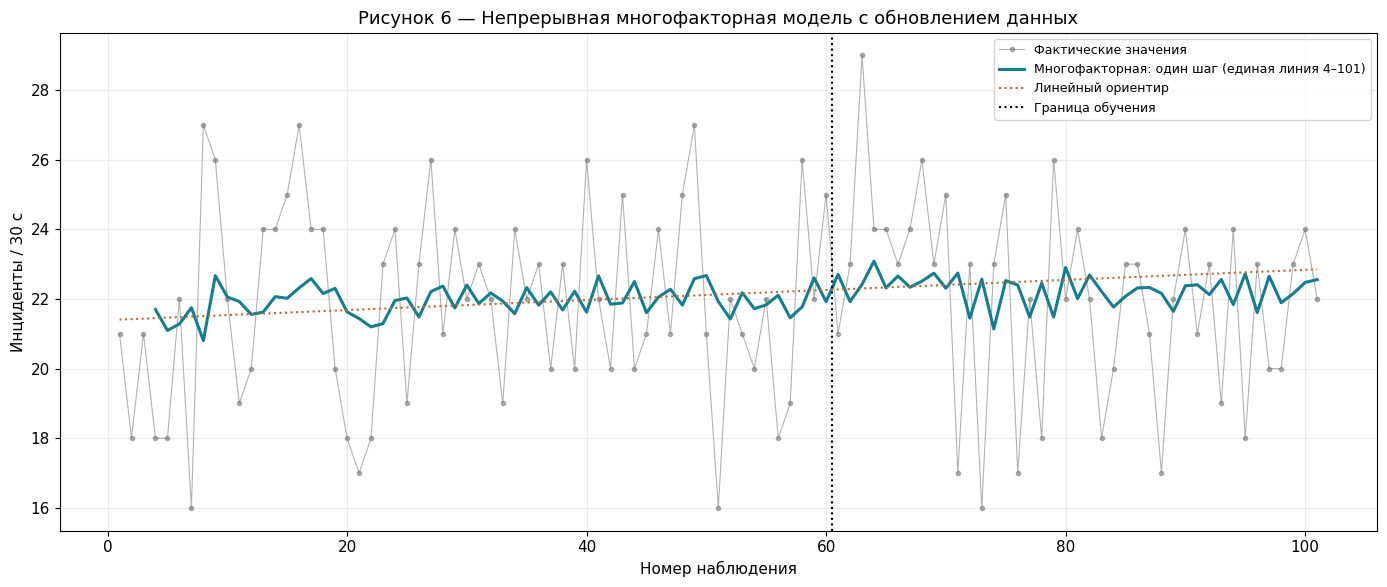 Рисунок 6 — Непрерывная многофакторная модель с обновлением данных
Фактические значения
Многофакторная: один шаг (единая линия 4–101)
Линейный ориентир
Граница обучения
Инциденты / 30 с
28
26
24
22
20
18
16
0 20 40 60 80 100
Номер наблюдения